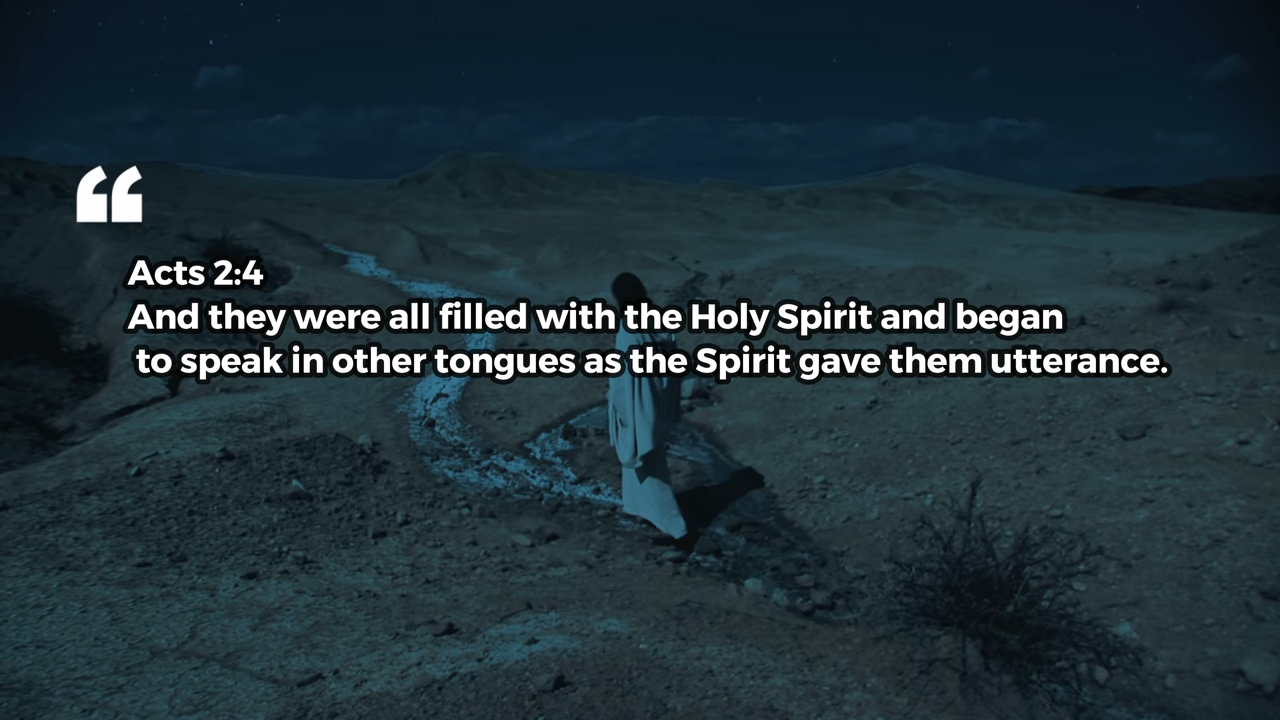 “
Acts 2:4
And they were all filled with the Holy Spirit and began
to speak in other tongues as the Spirit gave them utterance.